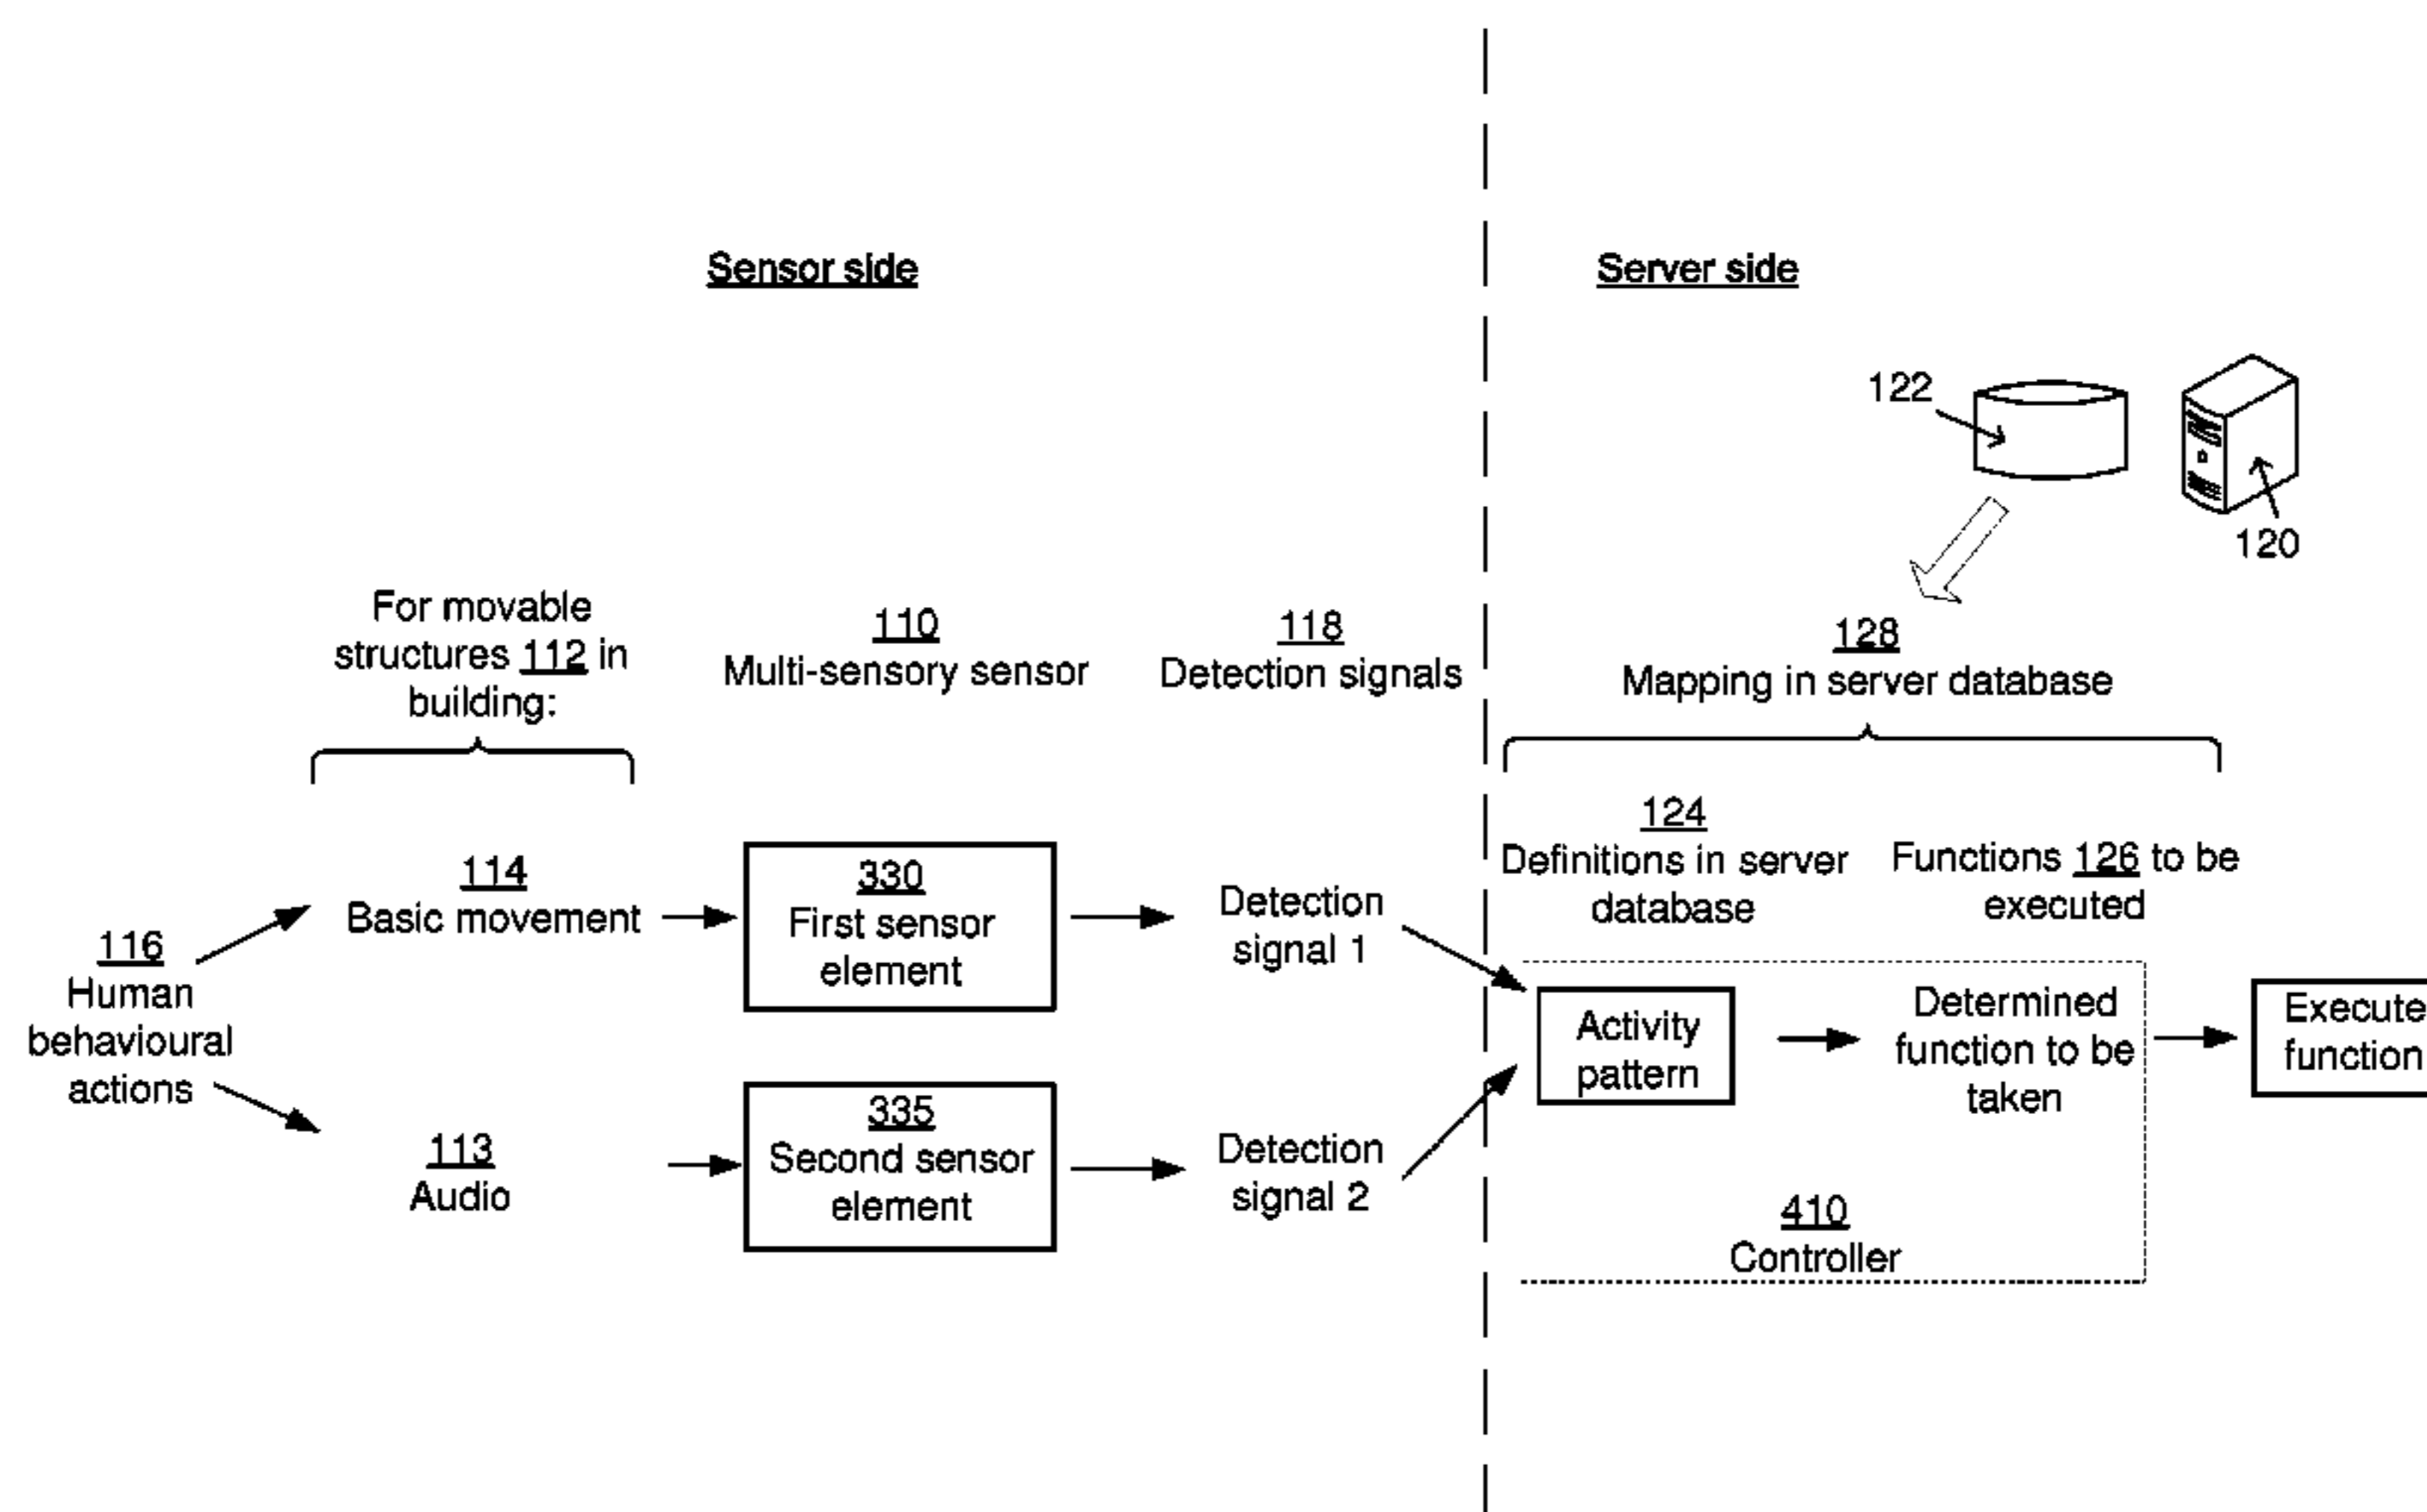 Sensor side
Server side
122
120
For movable
structures 112 in
building:
110
Multi-sensory sensor
118
Detection signals
128
Mapping in server database
124
Definitions in server
database
Functions 126 to be
executed
116
Human
behavioural
actions
114
Basic movement
330
First sensor
element
Detection
signal 1
113
Audio
335
Second sensor
element
Detection
signal 2
Activity
pattern
Determined
function to be
taken
Execute
function
410
Controller